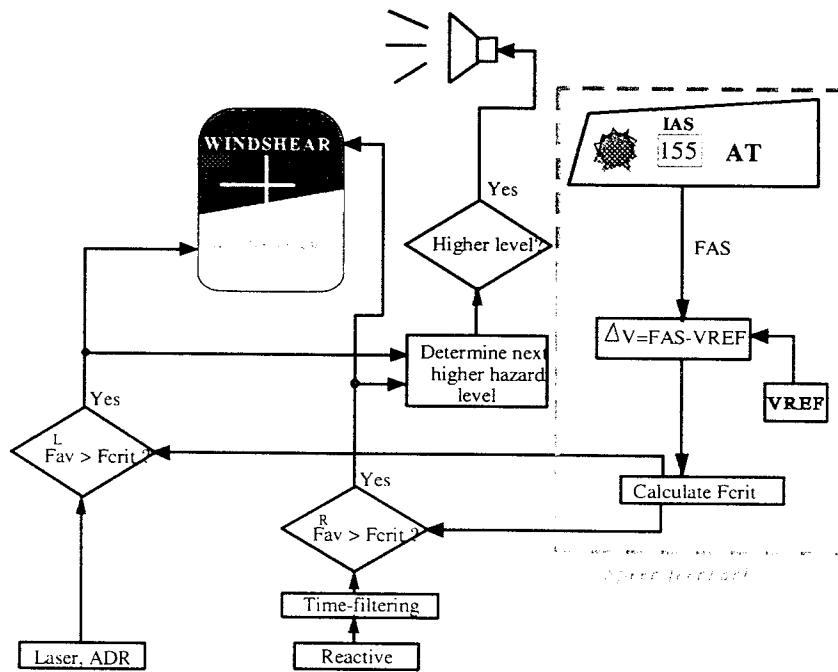 WINDSHEAR
IAS
155 AT
Yes
Higher level?
FAS
ΔV=FAS-VREF
Determine next
higher hazard
level
VREF
Yes
L
Fav > Fcrit ?
Yes
Calculate Fcrit
R
Fav > Fcrit ?
Time-filtering
Laser, ADR
Reactive